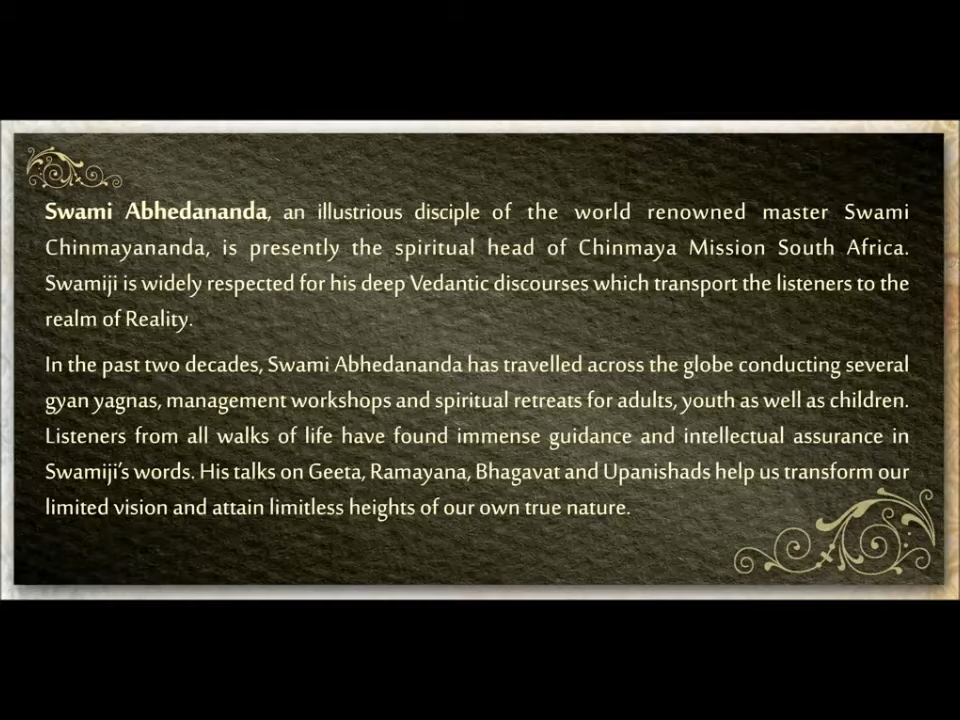 Swami Abhedananda, an illustrious disciple of the world renowned master Swami
Chinmayananda, is presently the spiritual head of Chinmaya Mission South Africa.
Swamiji is widely respected for his deep Vedantic discourses which transport the listeners to the
realm of Reality.
In the past two decades, Swami Abhedananda has travelled across the globe conducting several
gyan yagnas, management workshops and spiritual retreats for adults, youth as well as children.
Listeners from all walks of life have found immense guidance and intellectual assurance in
Swamiji's words. His talks on Geeta, Ramayana, Bhagavat and Upanishads help us transform our
limited vision and attain limitless heights of our own true nature.